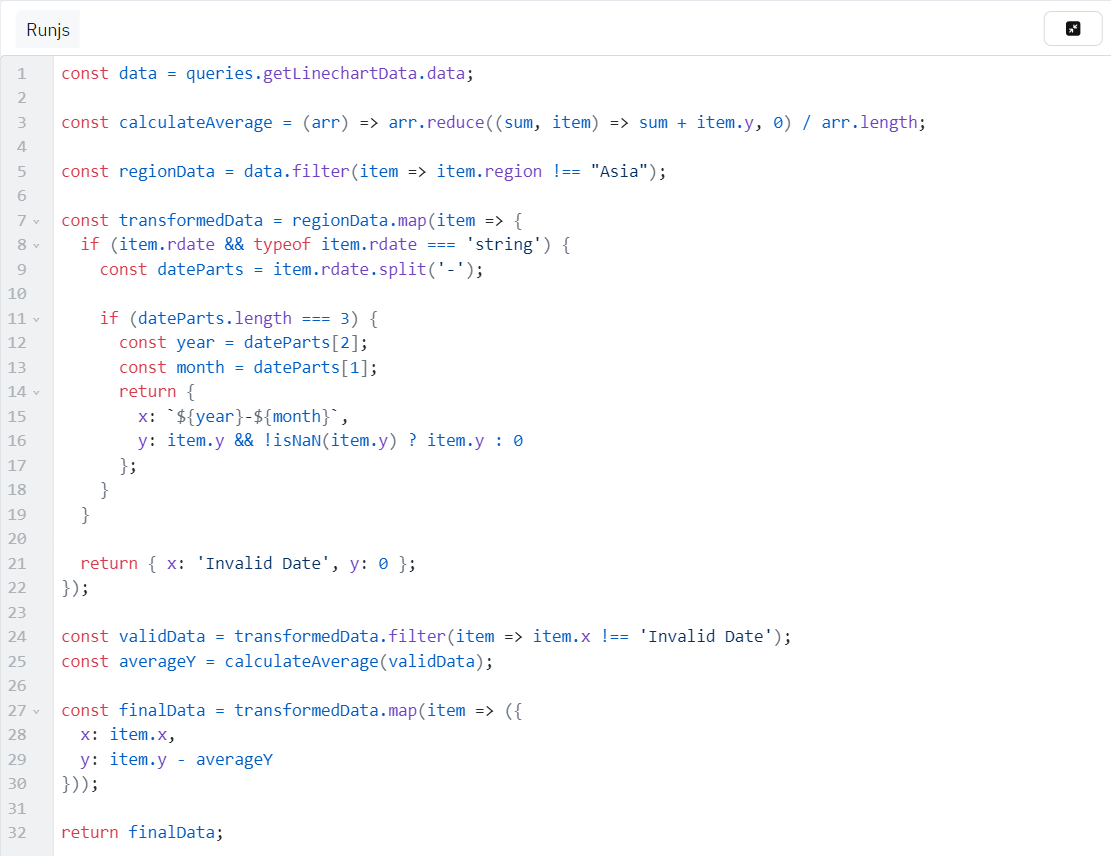 Runjs
1 const data = queries.getLinechartData.data;
2
3 const calculateAverage = (arr) => arr.reduce((sum, item) => sum + item.y, 0) / arr.length;
4
5 const regionData = data.filter(item => item.region !== "Asia");
6
7 const transformedData = regionData.map(item => {
8   if (item.rdate && typeof item.rdate === 'string') {
9     const dateParts = item.rdate.split('-');
10
11     if (dateParts.length === 3) {
12       const year = dateParts[2];
13       const month = dateParts[1];
14       return {
15         x: `${year}-${month}`,
16         y: item.y && !isNaN(item.y) ? item.y : 0
17       };
18     }
19   }
20
21   return { x: 'Invalid Date', y: 0 };
22 });
23
24 const validData = transformedData.filter(item => item.x !== 'Invalid Date');
25 const averageY = calculateAverage(validData);
26
27 const finalData = transformedData.map(item => ({
28   x: item.x,
29   y: item.y - averageY
30 }));
31
32 return finalData;